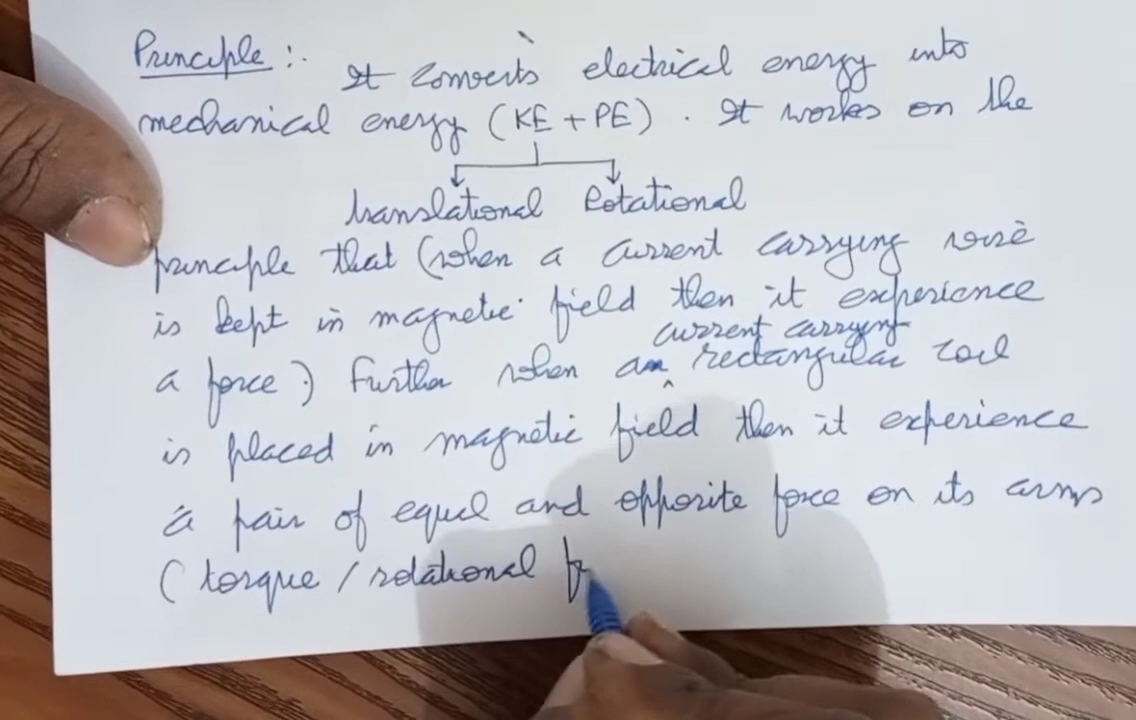 Principle :- It converts electrical energy into
mechanical energy (KE + PE). It works on the
translational Rotational
principle that (when a current carrying wire
is kept in magnetic field then it experience
a force.) Further when a current carrying rectangular coil
is placed in magnetic field then it experience
a pair of equal and opposite force on its arms
(torque / rotational